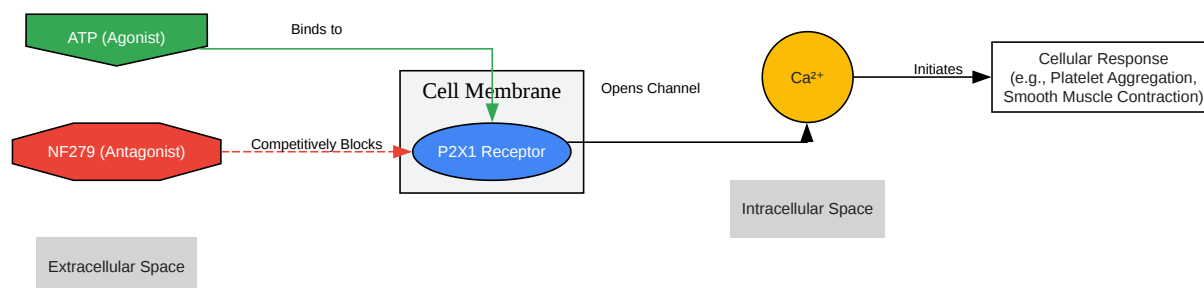 ATP (Agonist)
Binds to
Cell Membrane
Opens Channel
Ca²⁺
Initiates
Cellular Response
(e.g., Platelet Aggregation,
Smooth Muscle Contraction)
NF279 (Antagonist)
Competitively Blocks
P2X1 Receptor
Intracellular Space
Extracellular Space